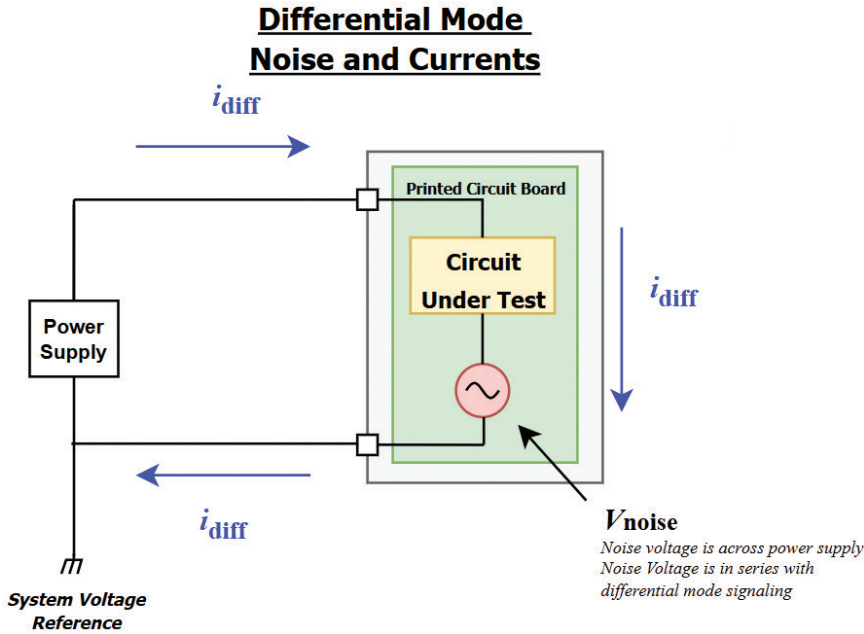 Differential Mode
Noise and Currents
idiff
Printed Circuit Board
Circuit
Under Test
idiff
Power
Supply
idiff
Vnoise
Noise voltage is across power supply
Noise Voltage is in series with
differential mode signaling
System Voltage
Reference